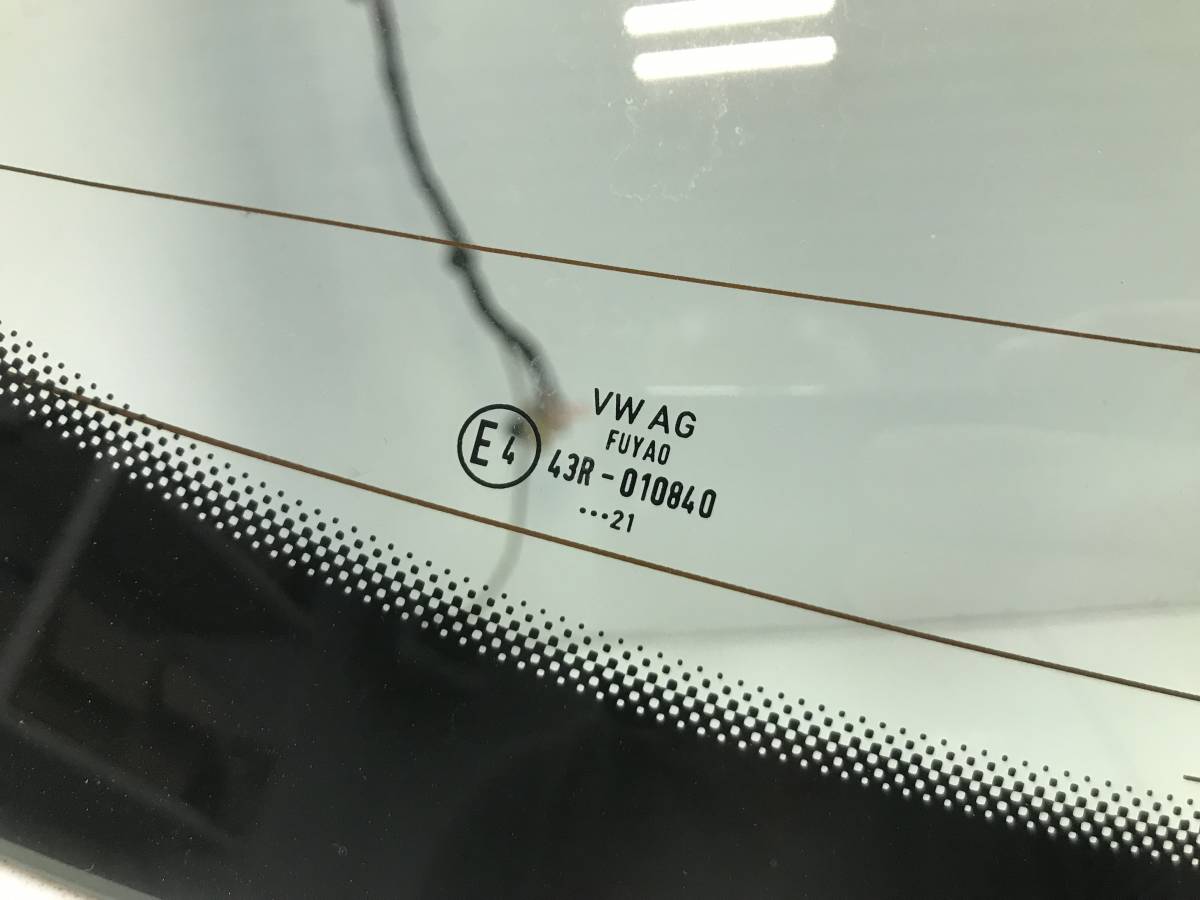 VW AG
FUYAO
E4 43R-010840
...21